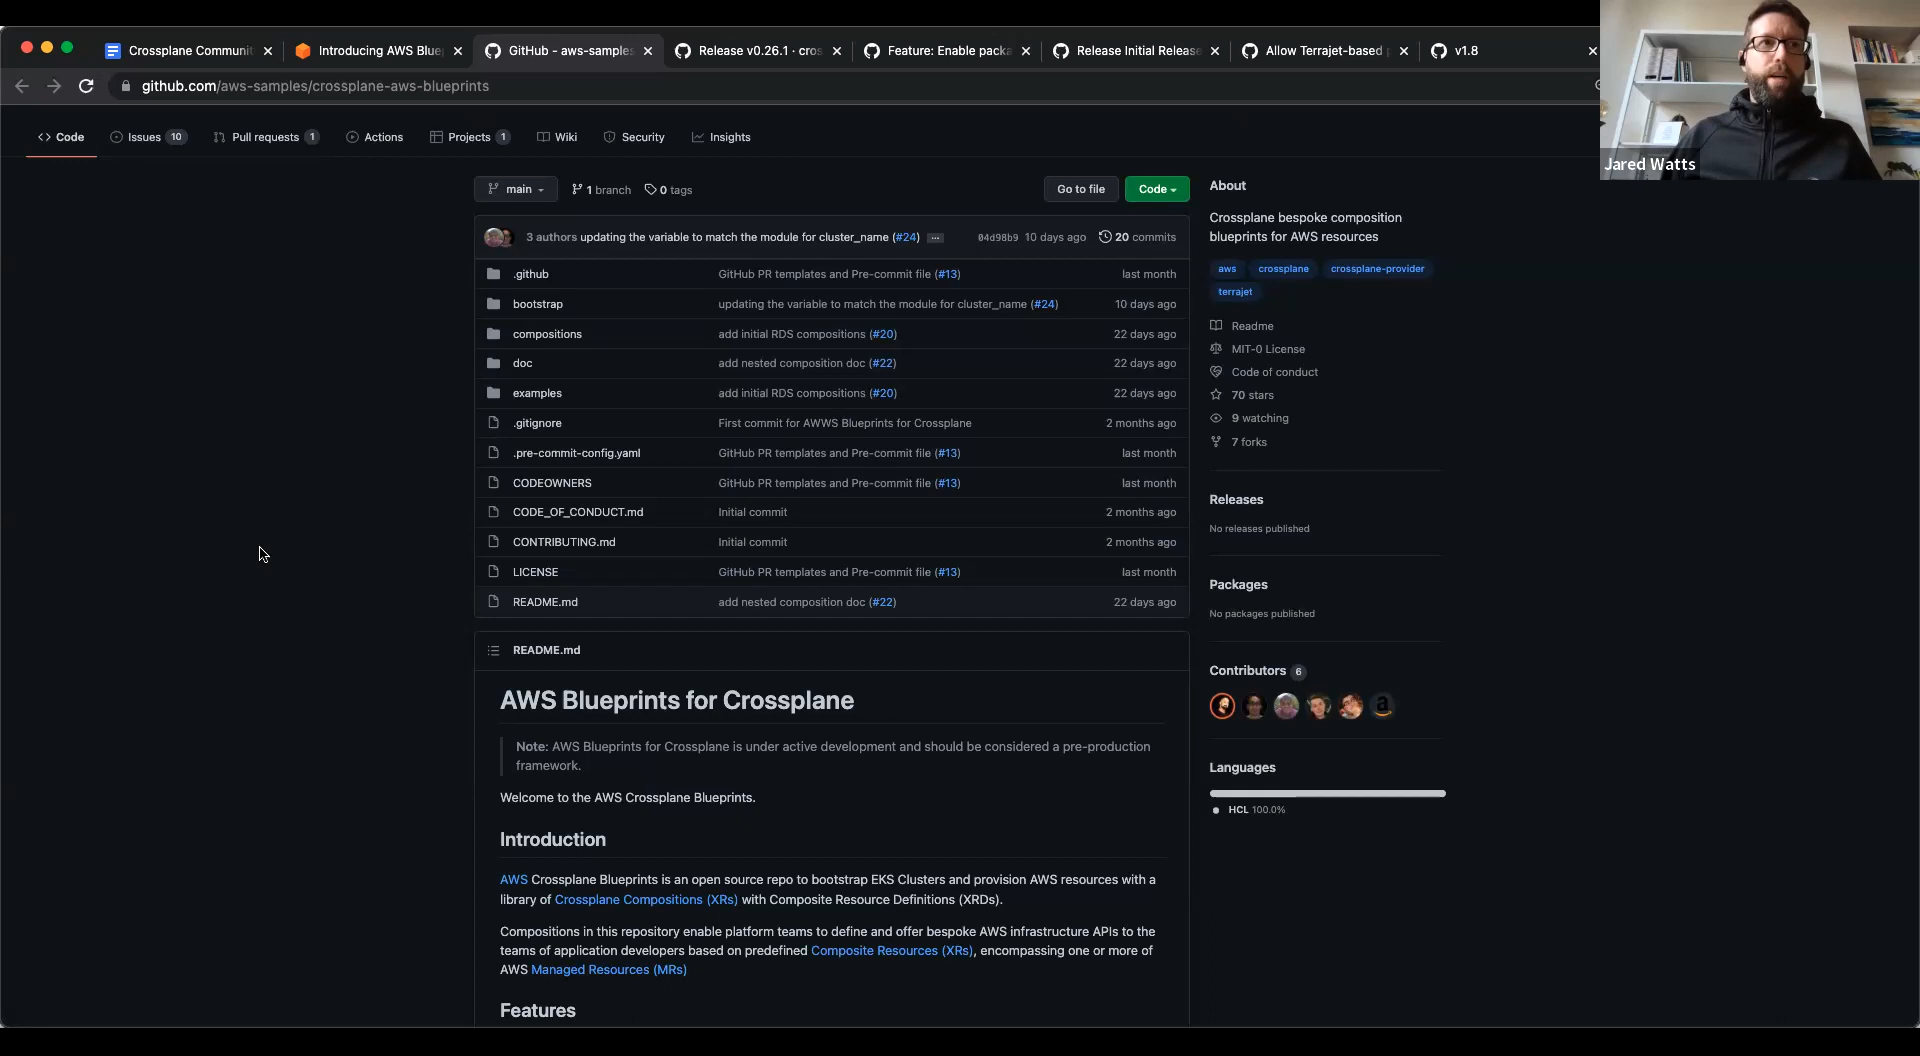 Crossplane Communi
Introducing AWS Blue
GitHub - aws-samples
Release v0.26.1 · cros
Feature: Enable packa
Release Initial Release
Allow Terrajet-based p
v1.8
github.com/aws-samples/crossplane-aws-blueprints
Jared Watts
Code
Issues 10
Pull requests 1
Actions
Projects 1
Wiki
Security
Insights
main
1 branch
0 tags
Go to file
Code
3 authors updating the variable to match the module for cluster_name (#24) ...
04d98b9 10 days ago
20 commits
.github GitHub PR templates and Pre-commit file (#13) last month
bootstrap updating the variable to match the module for cluster_name (#24) 10 days ago
compositions add initial RDS compositions (#20) 22 days ago
doc add nested composition doc (#22) 22 days ago
examples add initial RDS compositions (#20) 22 days ago
.gitignore First commit for AWWS Blueprints for Crossplane 2 months ago
.pre-commit-config.yaml GitHub PR templates and Pre-commit file (#13) last month
CODEOWNERS GitHub PR templates and Pre-commit file (#13) last month
CODE_OF_CONDUCT.md Initial commit 2 months ago
CONTRIBUTING.md Initial commit 2 months ago
LICENSE GitHub PR templates and Pre-commit file (#13) last month
README.md add nested composition doc (#22) 22 days ago
README.md
AWS Blueprints for Crossplane
Note: AWS Blueprints for Crossplane is under active development and should be considered a pre-production
framework.
Welcome to the AWS Crossplane Blueprints.
Introduction
AWS Crossplane Blueprints is an open source repo to bootstrap EKS Clusters and provision AWS resources with a
library of Crossplane Compositions (XRs) with Composite Resource Definitions (XRDs).
Compositions in this repository enable platform teams to define and offer bespoke AWS infrastructure APIs to the
teams of application developers based on predefined Composite Resources (XRs), encompassing one or more of
AWS Managed Resources (MRs)
Features
About
Crossplane bespoke composition
blueprints for AWS resources
aws crossplane crossplane-provider
terrajet
Readme
MIT-0 License
Code of conduct
70 stars
9 watching
7 forks
Releases
No releases published
Packages
No packages published
Contributors 6
Languages
HCL 100.0%